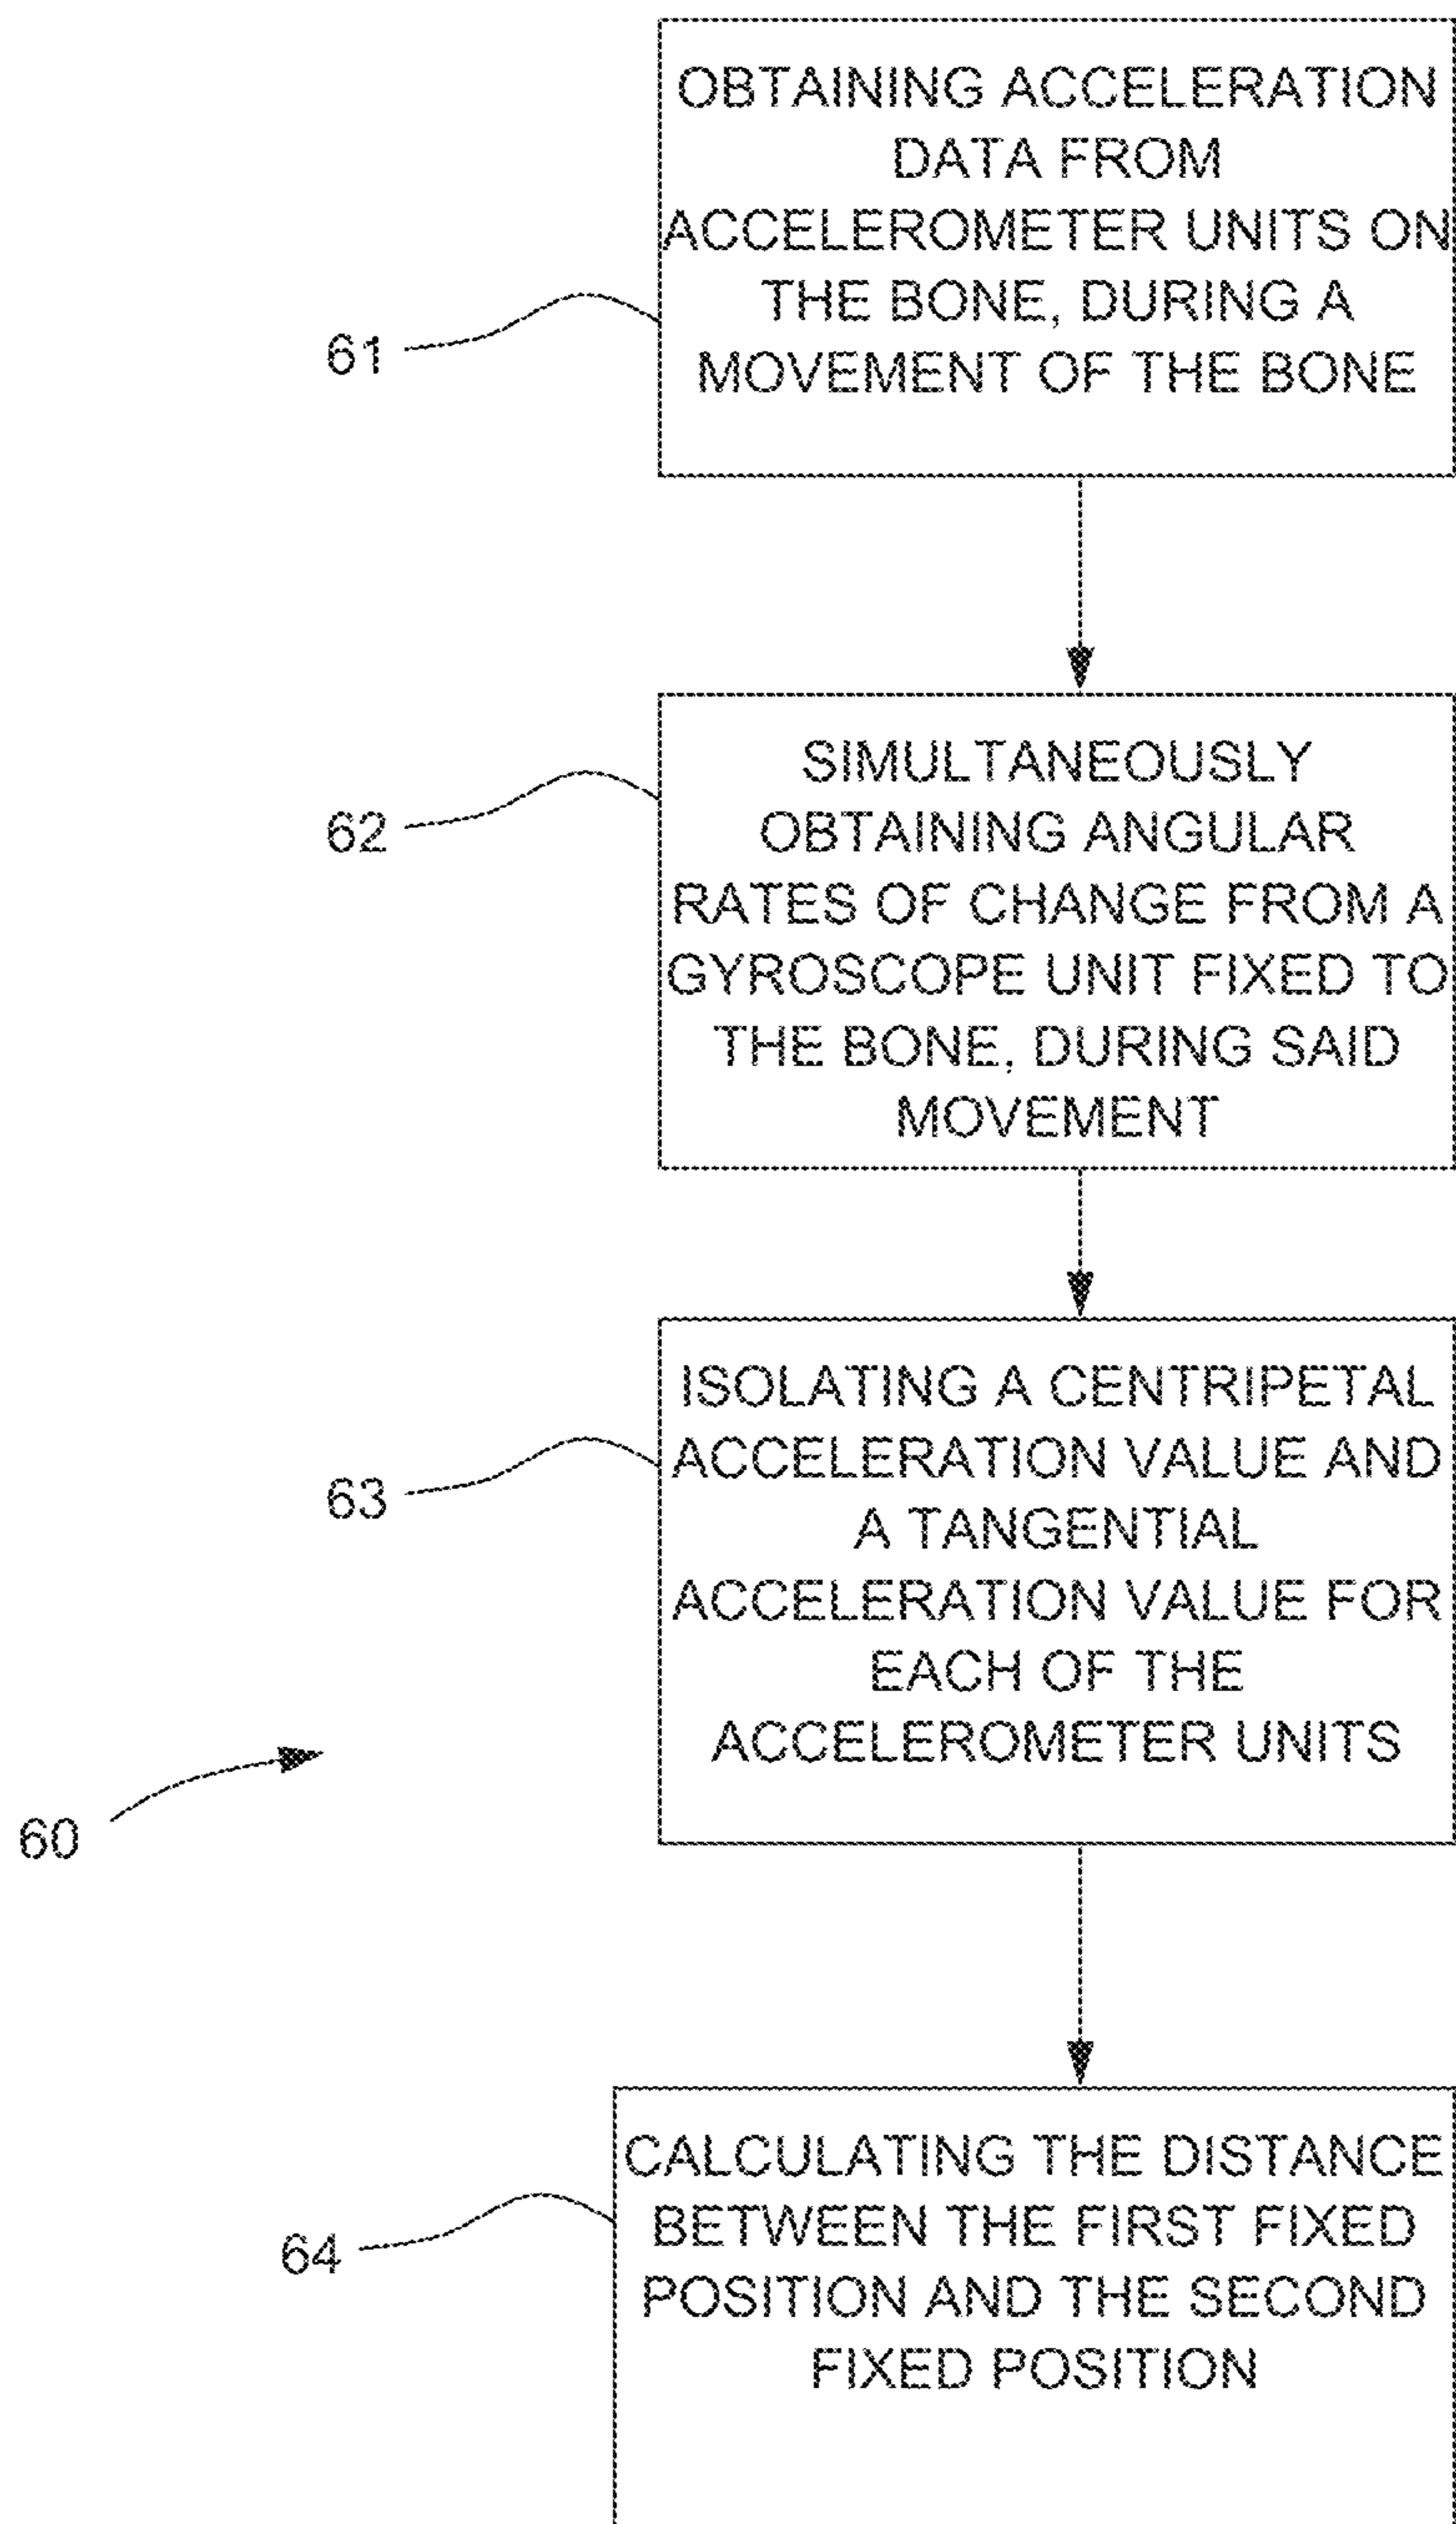 OBTAINING ACCELERATION
DATA FROM
ACCELEROMETER UNITS ON
THE BONE, DURING A
MOVEMENT OF THE BONE
61
SIMULTANEOUSLY
OBTAINING ANGULAR
RATES OF CHANGE FROM A
GYROSCOPE UNIT FIXED TO
THE BONE, DURING SAID
MOVEMENT
62
ISOLATING A CENTRIPETAL
ACCELERATION VALUE AND
A TANGENTIAL
ACCELERATION VALUE FOR
EACH OF THE
ACCELEROMETER UNITS
63
60
CALCULATING THE DISTANCE
BETWEEN THE FIRST FIXED
POSITION AND THE SECOND
FIXED POSITION
64